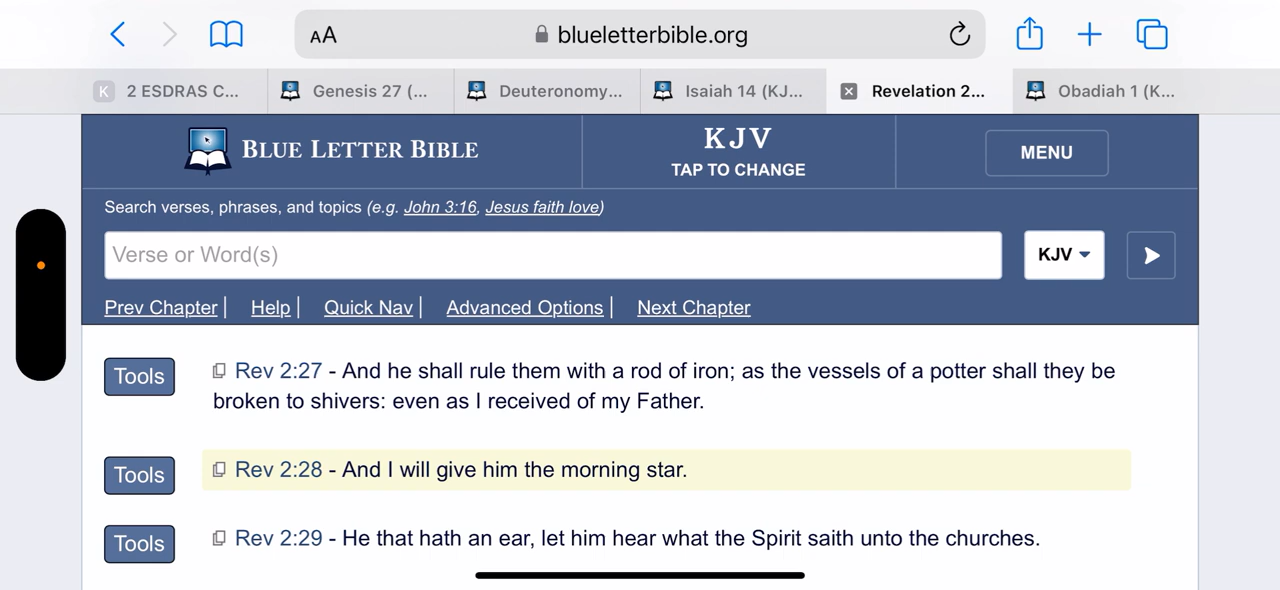 AA blueletterbible.org
K 2 ESDRAS C... Genesis 27 (... Deuteronomy... Isaiah 14 (KJ... Revelation 2... Obadiah 1 (K...
BLUE LETTER BIBLE KJV MENU
TAP TO CHANGE
Search verses, phrases, and topics (e.g. John 3:16, Jesus faith love)
Verse or Word(s) KJV
Prev Chapter | Help | Quick Nav | Advanced Options | Next Chapter
Tools Rev 2:27 - And he shall rule them with a rod of iron; as the vessels of a potter shall they be
broken to shivers: even as I received of my Father.
Tools Rev 2:28 - And I will give him the morning star.
Tools Rev 2:29 - He that hath an ear, let him hear what the Spirit saith unto the churches.